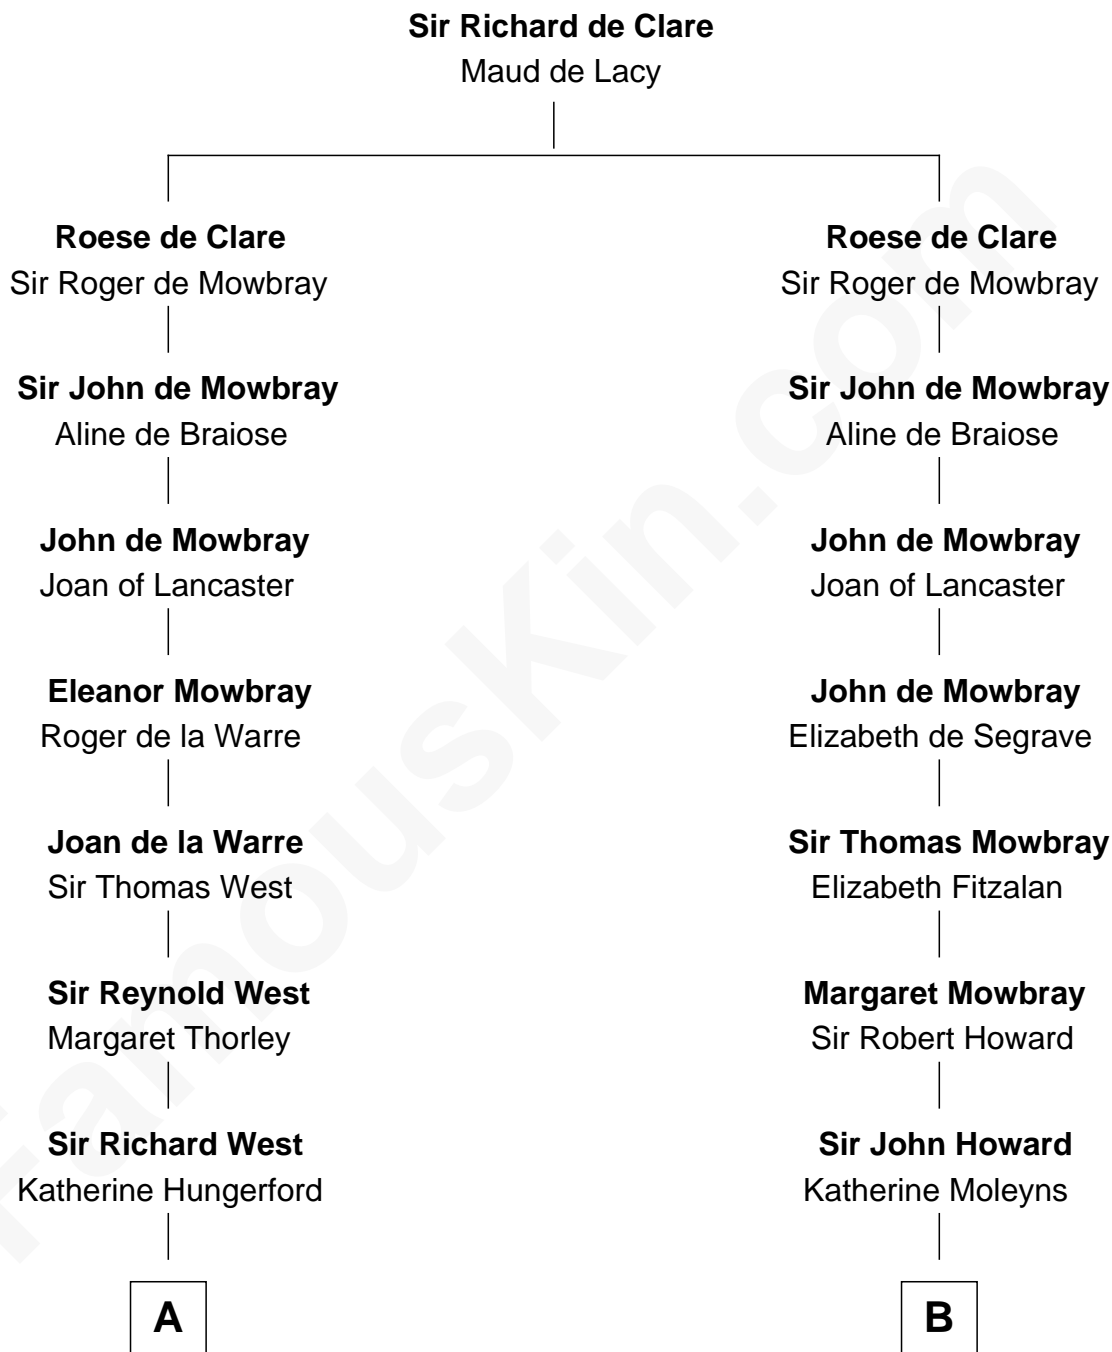 Sir Richard de Clare
Maud de Lacy
Roese de Clare
Sir Roger de Mowbray
Sir John de Mowbray
Aline de Braiose
John de Mowbray
Joan of Lancaster
Eleanor Mowbray
Roger de la Warre
Joan de la Warre
Sir Thomas West
Sir Reynold West
Margaret Thorley
Sir Richard West
Katherine Hungerford
A
Roese de Clare
Sir Roger de Mowbray
Sir John de Mowbray
Aline de Braiose
John de Mowbray
Joan of Lancaster
John de Mowbray
Elizabeth de Segrave
Sir Thomas Mowbray
Elizabeth Fitzalan
Margaret Mowbray
Sir Robert Howard
Sir John Howard
Katherine Moleyns
B
FamousKin.com